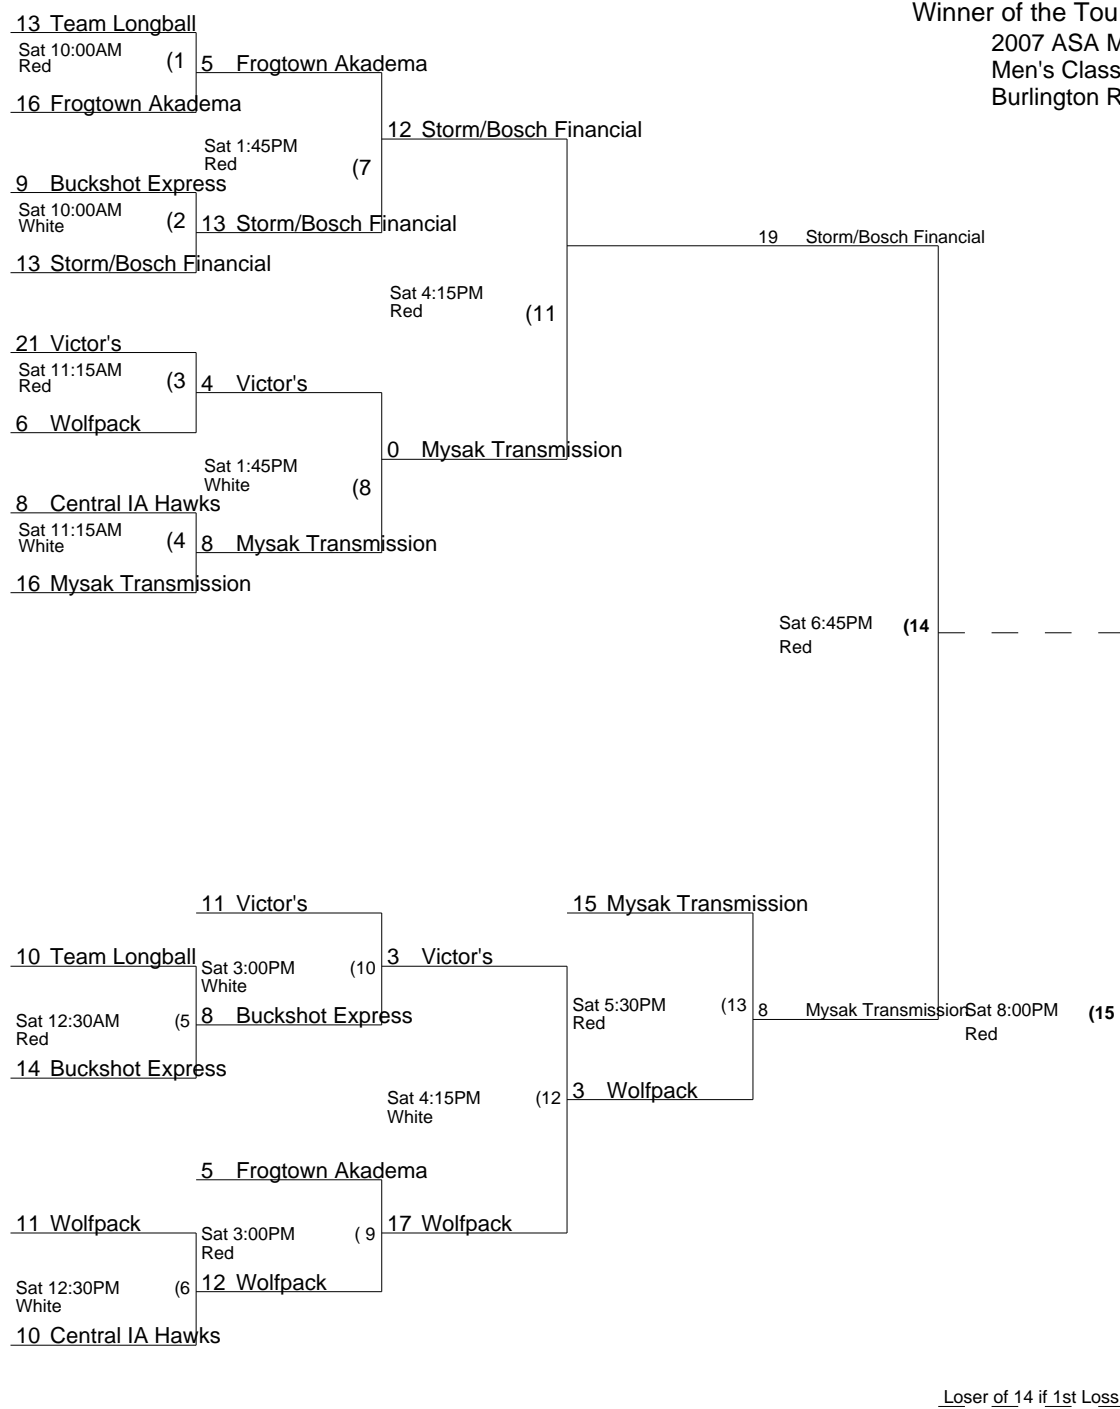 Winner of the Tou
2007 ASA M
Men's Class
Burlington R
13 Team Longball
Sat 10:00AM
Red
(1
5 Frogtown Akadema
16 Frogtown Akadema
12 Storm/Bosch Financial
Sat 1:45PM
Red
(7
9 Buckshot Express
Sat 10:00AM
White
(2
13 Storm/Bosch Financial
13 Storm/Bosch Financial
19 Storm/Bosch Financial
Sat 4:15PM
Red
(11
21 Victor's
Sat 11:15AM
Red
(3
4 Victor's
6 Wolfpack
0 Mysak Transmission
Sat 1:45PM
White
(8
8 Central IA Hawks
Sat 11:15AM
White
(4
8 Mysak Transmission
16 Mysak Transmission
Sat 6:45PM
Red
(14
11 Victor's
15 Mysak Transmission
10 Team Longball
Sat 3:00PM
White
(10
3 Victor's
Sat 12:30AM
Red
(5
8 Buckshot Express
14 Buckshot Express
Sat 5:30PM
Red
(13
8 Mysak Transmission
Sat 8:00PM
Red
(15
Sat 4:15PM
White
(12
3 Wolfpack
5 Frogtown Akadema
11 Wolfpack
Sat 3:00PM
Red
( 9
17 Wolfpack
Sat 12:30PM
White
(6
12 Wolfpack
10 Central IA Hawks
Loser of 14 if 1st Loss